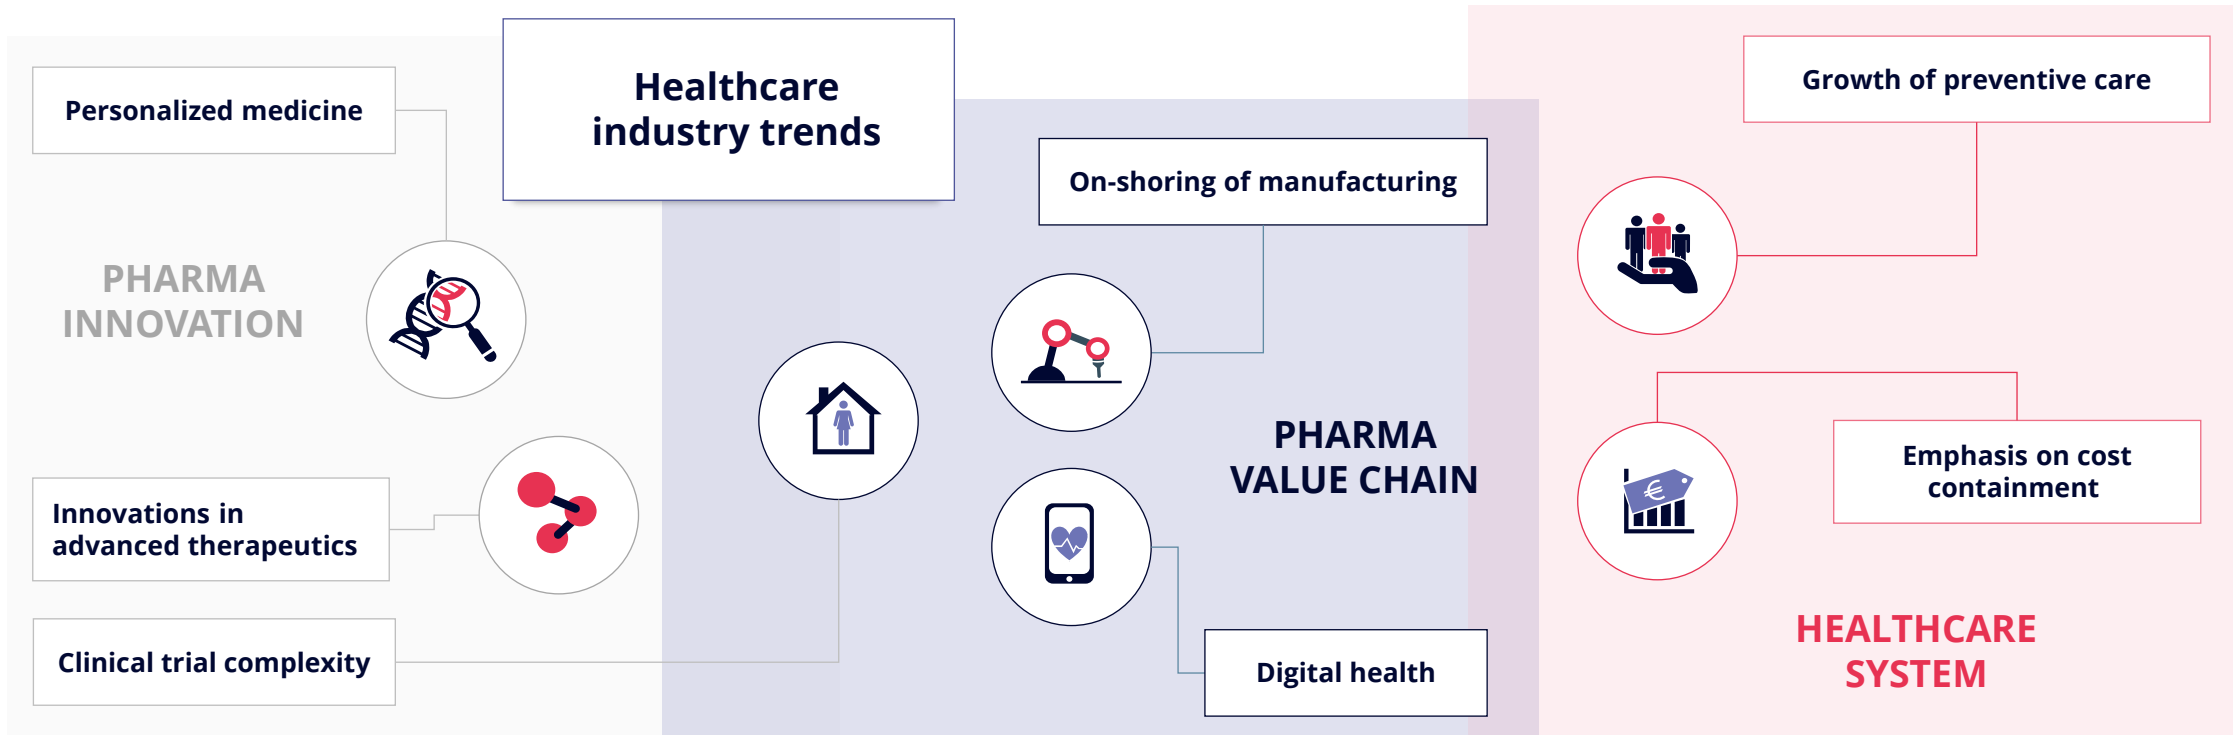 Healthcare
industry trends
Personalized medicine
PHARMA
INNOVATION
Innovations in
advanced therapeutics
Clinical trial complexity
On-shoring of manufacturing
PHARMA
VALUE CHAIN
Digital health
Growth of preventive care
€
Emphasis on cost
containment
HEALTHCARE
SYSTEM